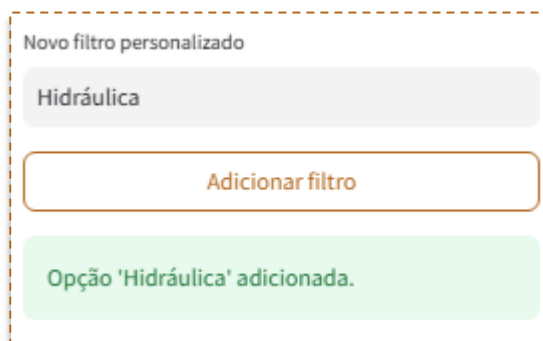 Novo filtro personalizado
Hidráulica
Adicionar filtro
Opção 'Hidráulica' adicionada.